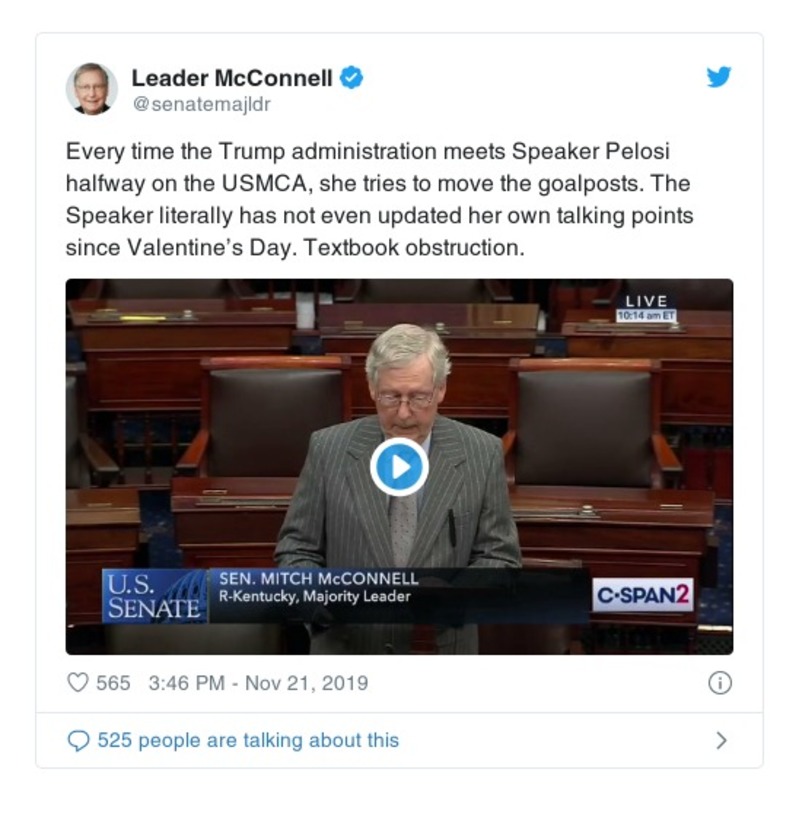 Leader McConnell
@senatemajldr
Every time the Trump administration meets Speaker Pelosi
halfway on the USMCA, she tries to move the goalposts. The
Speaker literally has not even updated her own talking points
since Valentine’s Day. Textbook obstruction.
LIVE
10:14 am ET
U.S.
SENATE
SEN. MITCH McCONNELL
R-Kentucky, Majority Leader
C-SPAN2
565 3:46 PM - Nov 21, 2019
525 people are talking about this